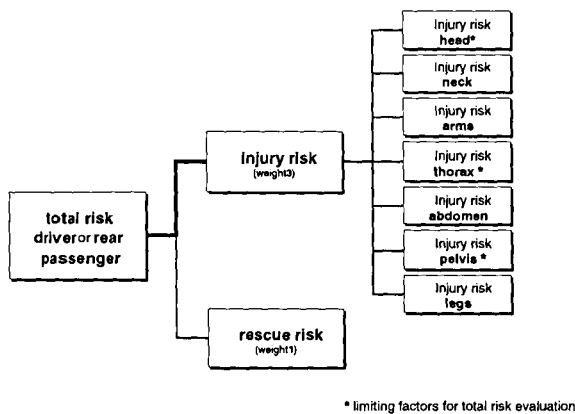 Injury risk
head*
Injury risk
neck
Injury risk
arms
injury risk
(weight3)
Injury risk
thorax *
total risk
driver or rear
passenger
Injury risk
abdomen
Injury risk
pelvis *
Injury risk
legs
rescue risk
(weight1)
* limiting factors for total risk evaluation